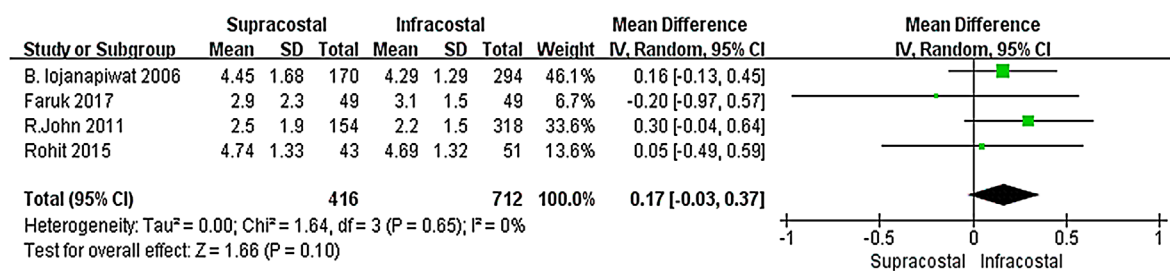 Supracostal Infracostal Mean Difference Mean Difference
Study or Subgroup Mean SD Total Mean SD Total Weight IV, Random, 95% CI IV, Random, 95% CI
B. lojanapiwat 2006 4.45 1.68 170 4.29 1.29 294 46.1% 0.16 [-0.13, 0.45]
Faruk 2017 2.9 2.3 49 3.1 1.5 49 6.7% -0.20 [-0.97, 0.57]
R.John 2011 2.5 1.9 154 2.2 1.5 318 33.6% 0.30 [-0.04, 0.64]
Rohit 2015 4.74 1.33 43 4.69 1.32 51 13.6% 0.05 [-0.49, 0.59]
Total (95% CI) 416 712 100.0% 0.17 [-0.03, 0.37]
Heterogeneity: Tau² = 0.00; Chi² = 1.64, df = 3 (P = 0.65); I² = 0%
Test for overall effect: Z = 1.66 (P = 0.10)
-1 -0.5 0 0.5 1
Supracostal Infracostal